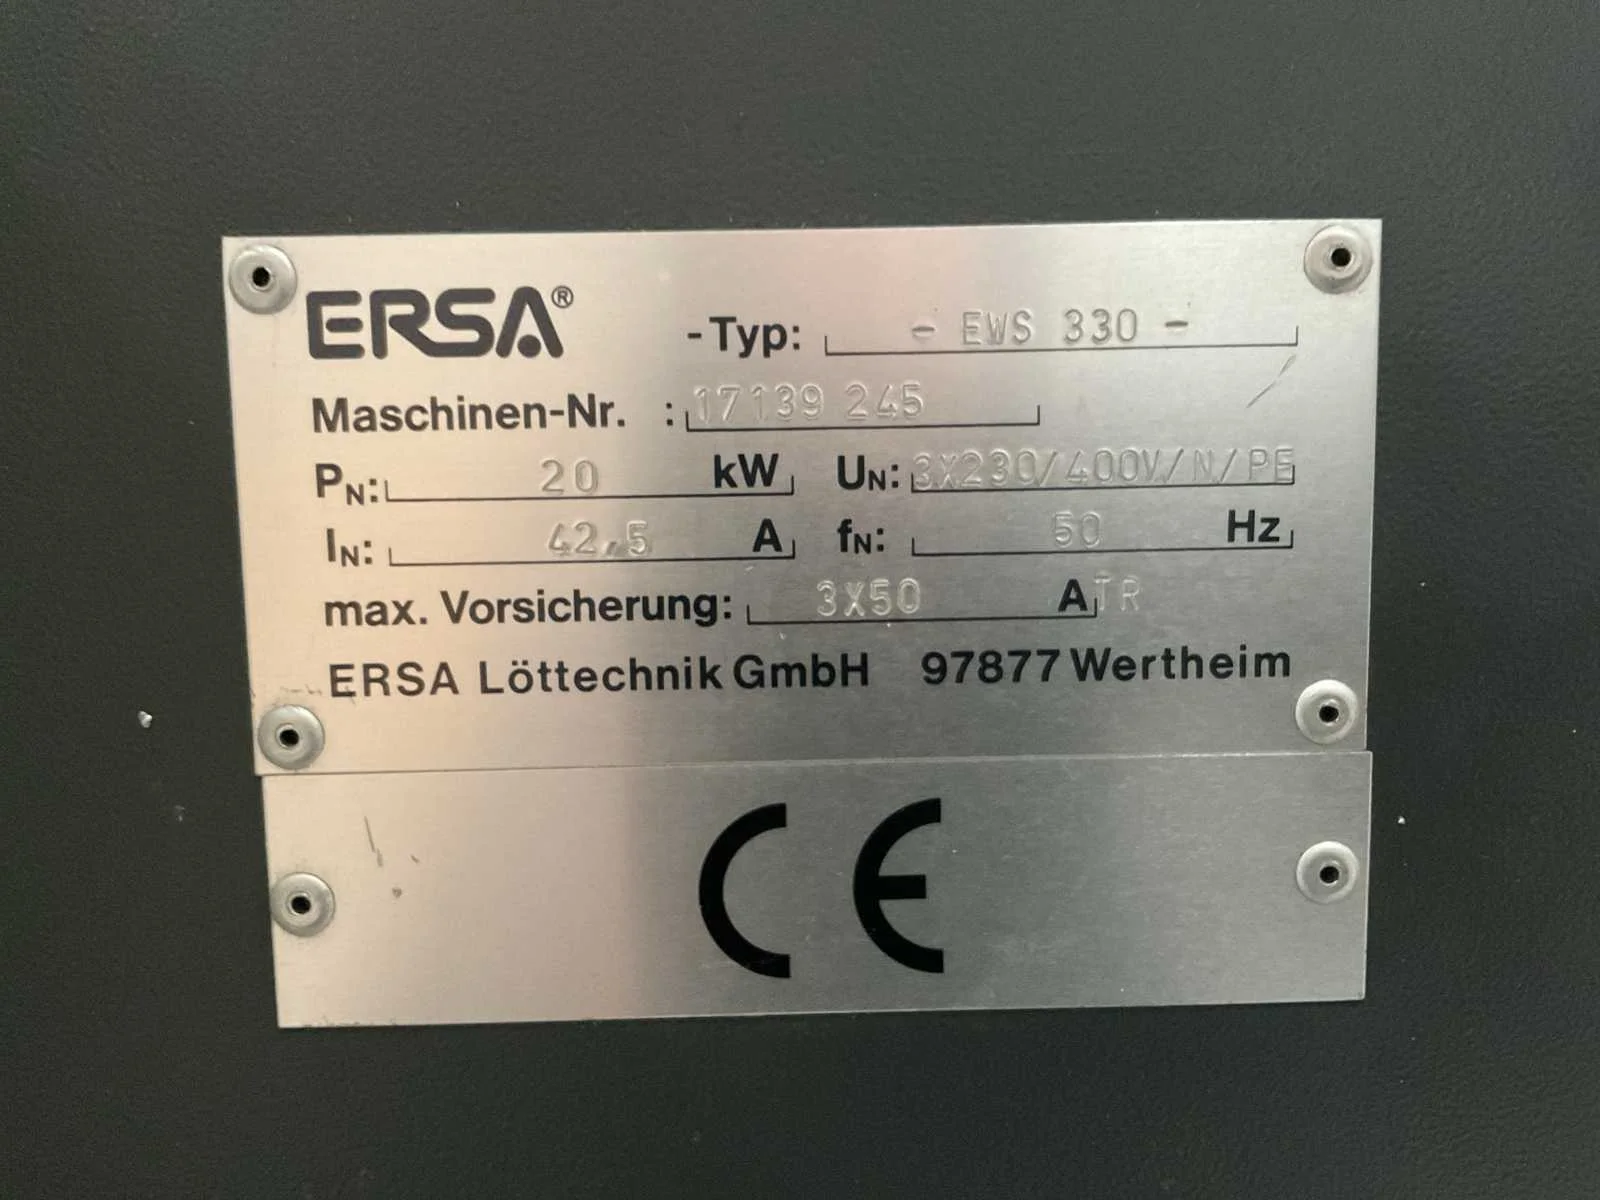 ERSA® -Typ: - EWS 330 -
Maschinen-Nr. : 17139 245
PN: 20 kW UN: 3X230/400V/N/PE
IN: 42,5 A fN: 50 Hz
max. Vorsicherung: 3X50 A TR
ERSA Löttechnik GmbH 97877 Wertheim
CE